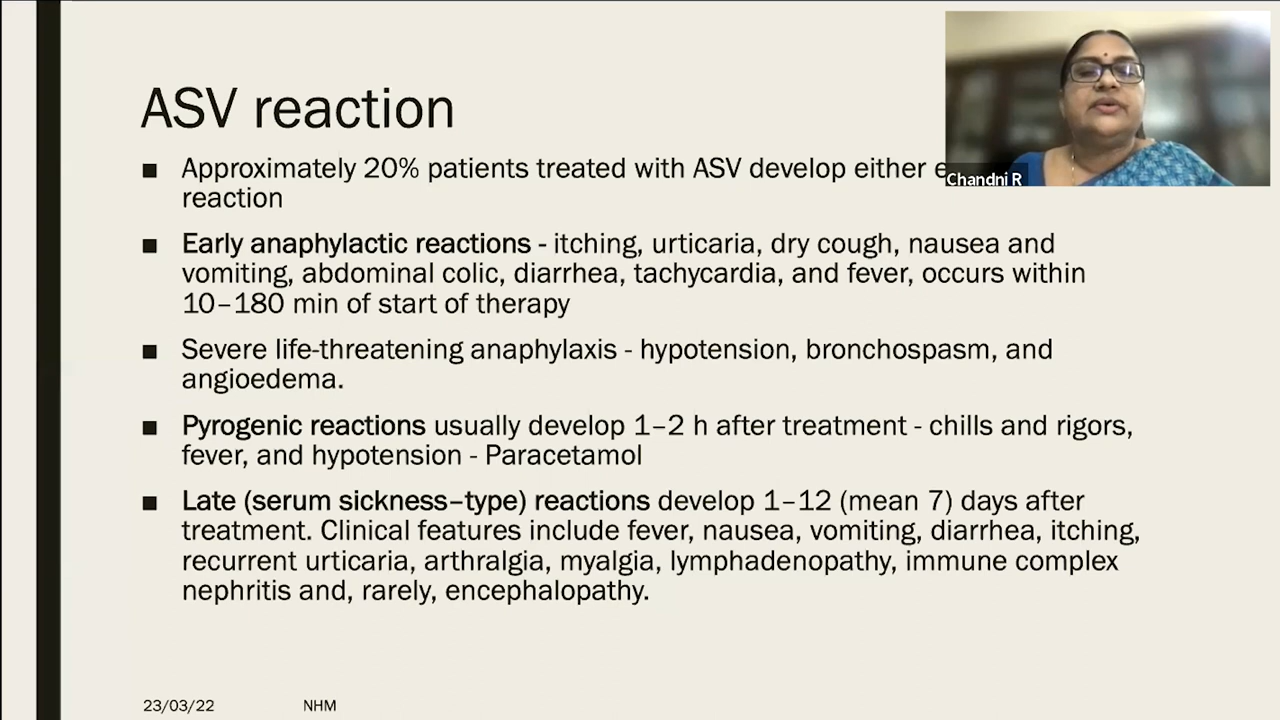 ASV reaction
■ Approximately 20% patients treated with ASV develop either
reaction
■ Early anaphylactic reactions - itching, urticaria, dry cough, nausea and
vomiting, abdominal colic, diarrhea, tachycardia, and fever, occurs within
10–180 min of start of therapy
■ Severe life-threatening anaphylaxis - hypotension, bronchospasm, and
angioedema.
■ Pyrogenic reactions usually develop 1–2 h after treatment - chills and rigors,
fever, and hypotension - Paracetamol
■ Late (serum sickness–type) reactions develop 1–12 (mean 7) days after
treatment. Clinical features include fever, nausea, vomiting, diarrhea, itching,
recurrent urticaria, arthralgia, myalgia, lymphadenopathy, immune complex
nephritis and, rarely, encephalopathy.
Chandni R
23/03/22 NHM